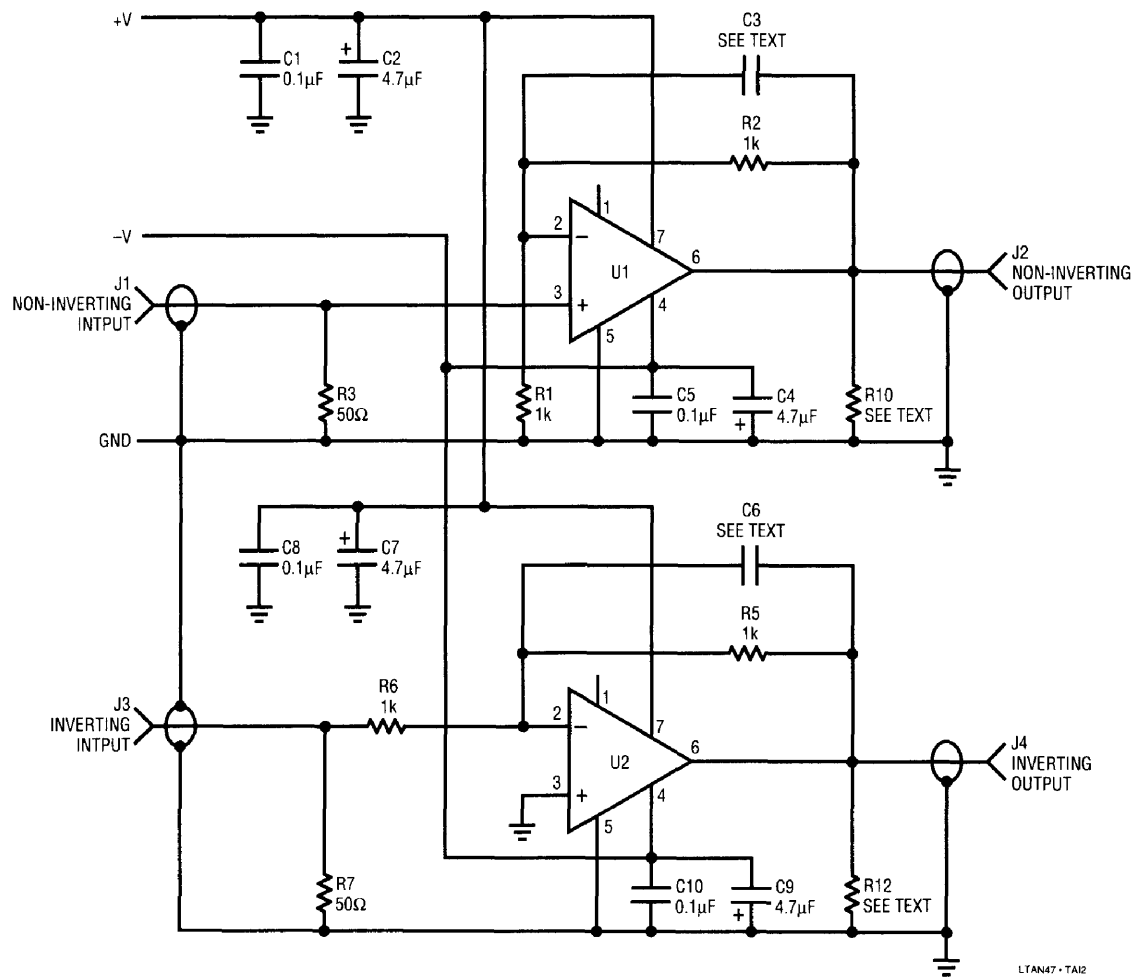 +V
C1
0.1μF
+
C2
4.7μF
C3
SEE TEXT
R2
1k
-V
1
2
−
7
U1
6
J2
NON-INVERTING
OUTPUT
J1
NON-INVERTING
INTPUT
3
+
4
5
R3
50Ω
R1
1k
C5
0.1μF
C4
4.7μF
+
R10
SEE TEXT
GND
C8
0.1μF
+
C7
4.7μF
C6
SEE TEXT
R5
1k
J3
INVERTING
INTPUT
R6
1k
1
2
−
7
U2
6
J4
INVERTING
OUTPUT
3
+
4
5
R7
50Ω
C10
0.1μF
C9
4.7μF
+
R12
SEE TEXT
LTAN47 • TAI2